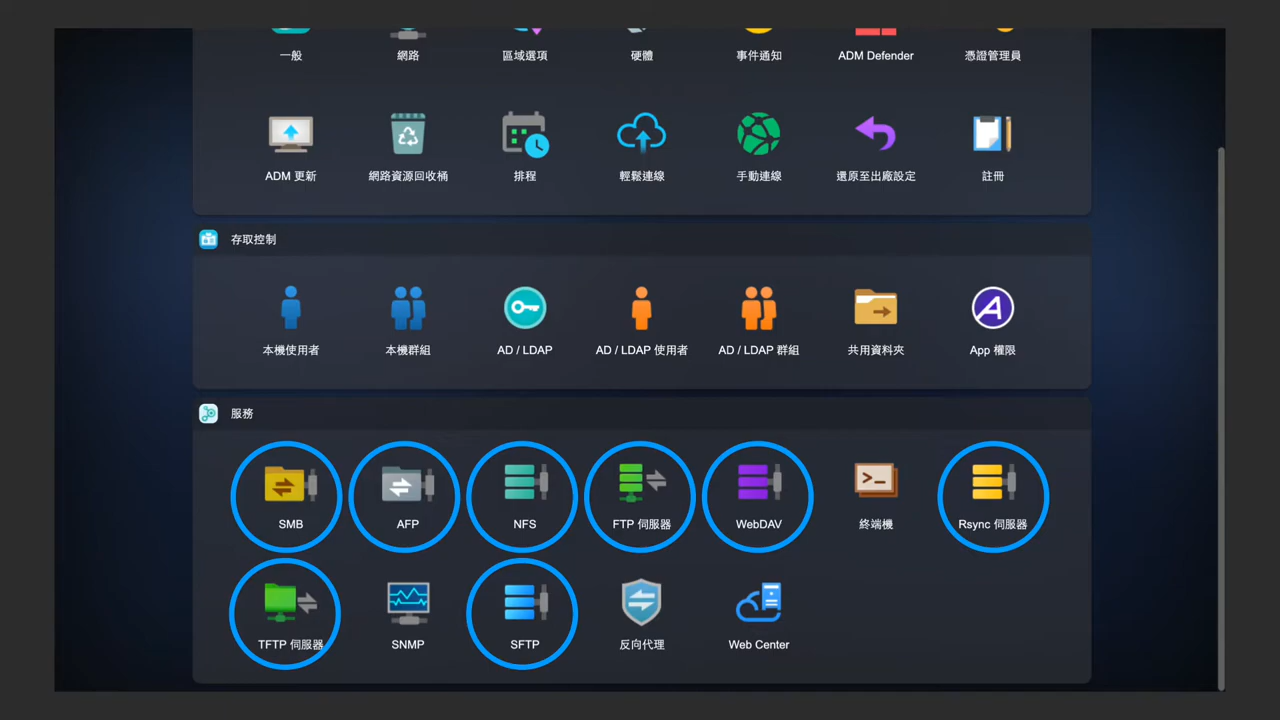 一般
網路
區域選項
硬體
事件通知
ADM Defender
憑證管理員
ADM 更新
網路資源回收桶
排程
輕鬆連線
手動連線
還原至出廠設定
註冊
存取控制
本機使用者
本機群組
AD / LDAP
AD / LDAP 使用者
AD / LDAP 群組
共用資料夾
App 權限
服務
SMB
AFP
NFS
FTP 伺服器
WebDAV
終端機
Rsync 伺服器
TFTP 伺服器
SNMP
SFTP
反向代理
Web Center